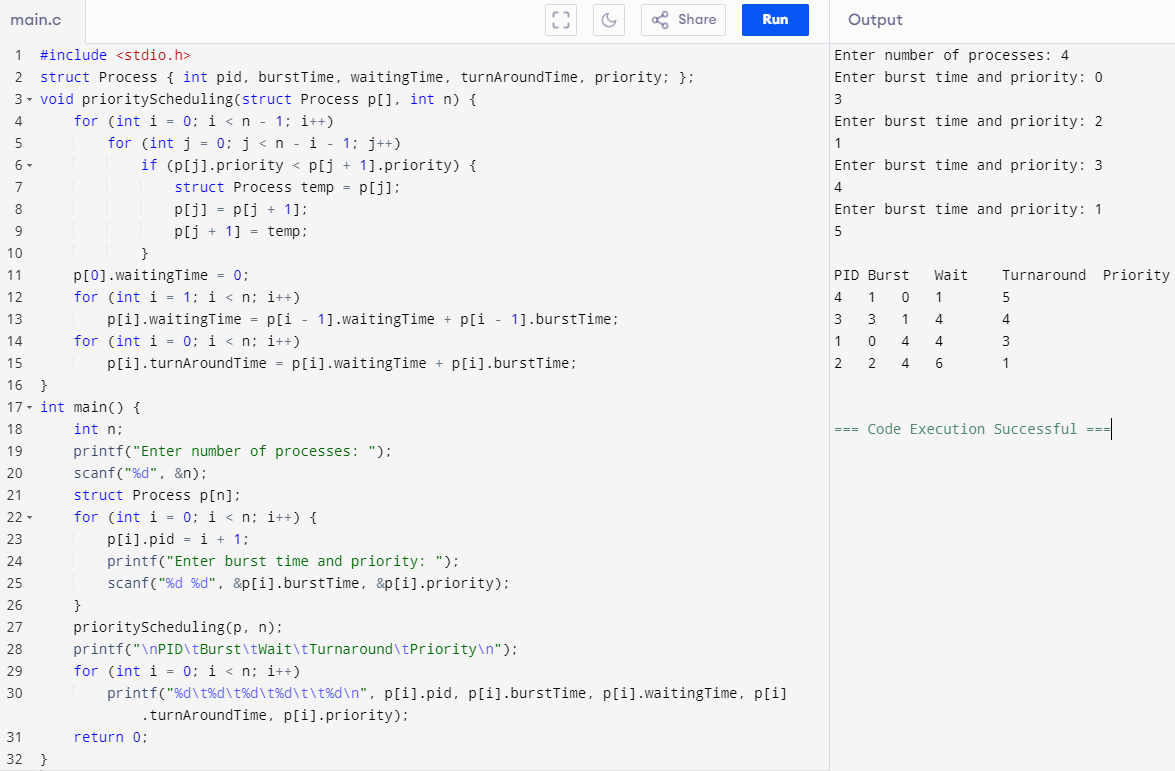 main.c
Share
Run
Output
1 #include <stdio.h>
2 struct Process { int pid, burstTime, waitingTime, turnAroundTime, priority; };
3 void priorityScheduling(struct Process p[], int n) {
4     for (int i = 0; i < n - 1; i++)
5         for (int j = 0; j < n - i - 1; j++)
6             if (p[j].priority < p[j + 1].priority) {
7                 struct Process temp = p[j];
8                 p[j] = p[j + 1];
9                 p[j + 1] = temp;
10             }
11     p[0].waitingTime = 0;
12     for (int i = 1; i < n; i++)
13         p[i].waitingTime = p[i - 1].waitingTime + p[i - 1].burstTime;
14     for (int i = 0; i < n; i++)
15         p[i].turnAroundTime = p[i].waitingTime + p[i].burstTime;
16 }
17 int main() {
18     int n;
19     printf("Enter number of processes: ");
20     scanf("%d", &n);
21     struct Process p[n];
22     for (int i = 0; i < n; i++) {
23         p[i].pid = i + 1;
24         printf("Enter burst time and priority: ");
25         scanf("%d %d", &p[i].burstTime, &p[i].priority);
26     }
27     priorityScheduling(p, n);
28     printf("\nPID\tBurst\tWait\tTurnaround\tPriority\n");
29     for (int i = 0; i < n; i++)
30         printf("%d\t%d\t%d\t%d\t\t%d\n", p[i].pid, p[i].burstTime, p[i].waitingTime, p[i]
            .turnAroundTime, p[i].priority);
31     return 0;
32 }
Enter number of processes: 4
Enter burst time and priority: 0
3
Enter burst time and priority: 2
1
Enter burst time and priority: 3
4
Enter burst time and priority: 1
5
PID Burst   Wait    Turnaround  Priority
4   1   0   1       5
3   3   1   4       4
1   0   4   4       3
2   2   4   6       1
=== Code Execution Successful ===